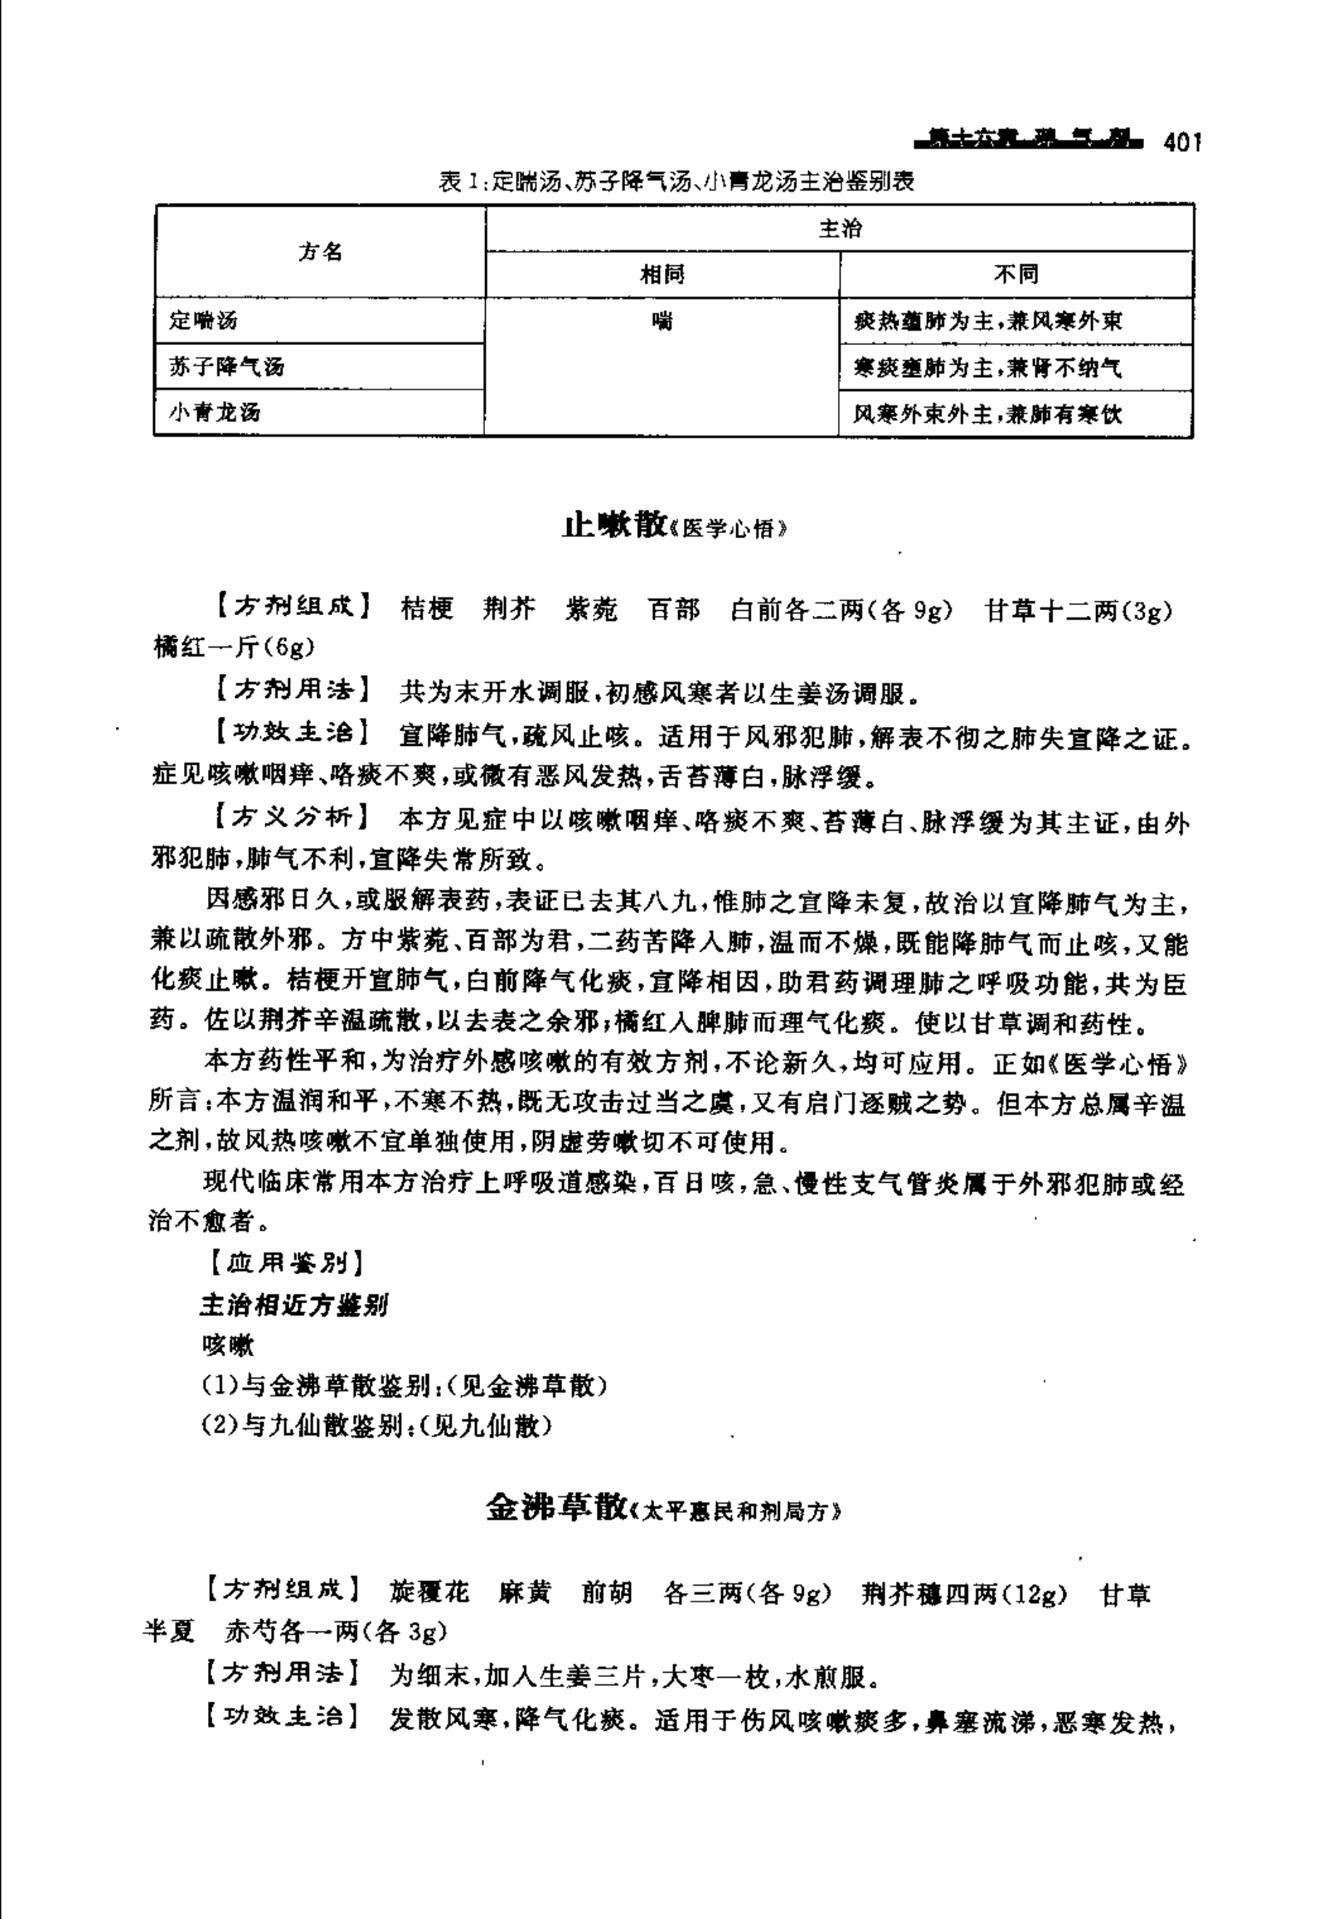 第十六章 理气剂 401
表1:定喘汤、苏子降气汤、小青龙汤主治鉴别表
方名 主治
相同 不同
定喘汤 喘 痰热蕴肺为主,兼风寒外束
苏子降气汤 寒痰壅肺为主,兼肾不纳气
小青龙汤 风寒外束外主,兼肺有寒饮
止嗽散《医学心悟》
【方剂组成】 桔梗 荆芥 紫菀 百部 白前各二两(各9g) 甘草十二两(3g)
橘红一斤(6g)
【方剂用法】 共为末开水调服,初感风寒者以生姜汤调服。
【功效主治】 宣降肺气,疏风止咳。适用于风邪犯肺,解表不彻之肺失宣降之证。
症见咳嗽咽痒、咯痰不爽,或微有恶风发热,舌苔薄白,脉浮缓。
【方义分析】 本方见症中以咳嗽咽痒、咯痰不爽、苔薄白、脉浮缓为其主证,由外
邪犯肺,肺气不利,宣降失常所致。
因感邪日久,或服解表药,表证已去其八九,惟肺之宣降未复,故治以宣降肺气为主,
兼以疏散外邪。方中紫菀、百部为君,二药苦降入肺,温而不燥,既能降肺气而止咳,又能
化痰止嗽。桔梗开宣肺气,白前降气化痰,宣降相因,助君药调理肺之呼吸功能,共为臣
药。佐以荆芥辛温疏散,以去表之余邪;橘红入脾肺而理气化痰。使以甘草调和药性。
本方药性平和,为治疗外感咳嗽的有效方剂,不论新久,均可应用。正如《医学心悟》
所言:本方温润和平,不寒不热,既无攻击过当之虞,又有启门逐贼之势。但本方总属辛温
之剂,故风热咳嗽不宜单独使用,阴虚劳嗽切不可使用。
现代临床常用本方治疗上呼吸道感染,百日咳,急、慢性支气管炎属于外邪犯肺或经
治不愈者。
【应用鉴别】
主治相近方鉴别
咳嗽
(1)与金沸草散鉴别:(见金沸草散)
(2)与九仙散鉴别:(见九仙散)
金沸草散《太平惠民和剂局方》
【方剂组成】 旋覆花 麻黄 前胡 各三两(各9g) 荆芥穗四两(12g) 甘草
半夏 赤芍各一两(各3g)
【方剂用法】 为细末,加入生姜三片,大枣一枚,水煎服。
【功效主治】 发散风寒,降气化痰。适用于伤风咳嗽痰多,鼻塞流涕,恶寒发热,